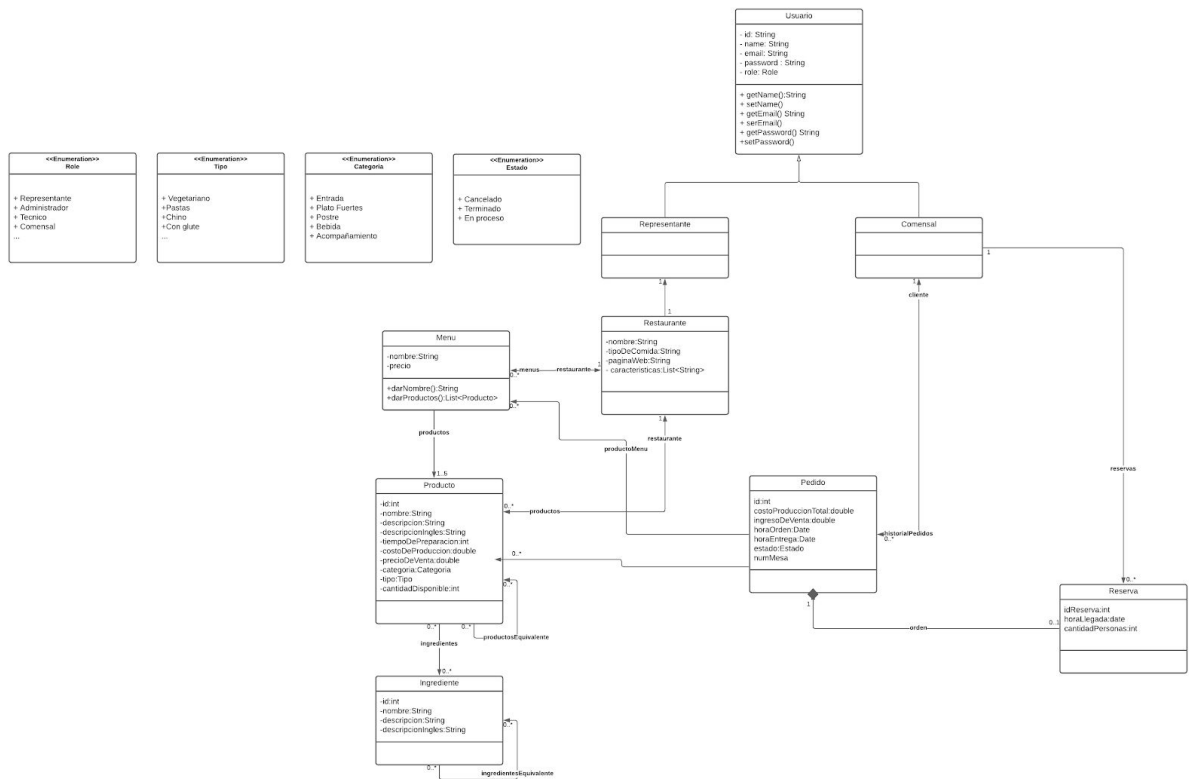 Usuario
- id: String
- name: String
- email: String
- password : String
- role: Role
+ getName();String
+ setName()
+ getEmail() String
+ serEmail()
+ getPassword() String
+setPassword()
<<Enumeration>>
Role
+ Representante
+ Administrador
+ Tecnico
+ Comensal
...
<<Enumeration>>
Tipo
+ Vegetariano
+Pastas
+Chino
+Con glute
...
<<Enumeration>>
Categoria
+ Entrada
+ Plato Fuertes
+ Postre
+ Bebida
+ Acompañamiento
<<Enumeration>>
Estado
+ Cancelado
+ Terminado
+ En proceso
Representante
Comensal
1
1
1
cliente
1
Restaurante
-nombre:String
-tipoDeComida:String
-paginaWeb:String
- caracteristicas:List<String>
Menu
-nombre:String
-precio
+darNombre():String
+darProductos():List<Producto>
menus
restaurante
1
0..*
0..*
1
restaurante
productos
productoMenu
1..5
reservas
Producto
-id:int
-nombre:String
-descripcion:String
-descripcionIngles:String
-tiempoDePreparacion:int
-costoDeProduccion:double
-precioDeVenta:double
-categoria:Categoria
-tipo:Tipo
-cantidadDisponible:int
0..*
productos
0..*
0..*
0..*
0..*
productosEquivalente
ingredientes
0..*
Pedido
id:int
costoProduccionTotal:double
ingresoDeVenta:double
horaOrden:Date
horaEntrega:Date
estado:Estado
numMesa
historialPedidos
0..*
1
orden
0..1
0..*
Reserva
idReserva:int
horaLlegada:date
cantidadPersonas:int
Ingrediente
-id:int
-nombre:String
-descripcion:String
-descripcionIngles:String
0..*
0..*
ingredientesEquivalente